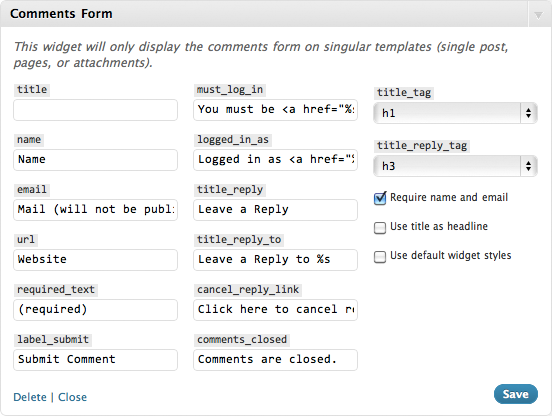 Comments Form
This widget will only display the comments form on singular templates (single post,
pages, or attachments).
title
name
Name
email
Mail (will not be publi
url
Website
required_text
(required)
label_submit
Submit Comment
must_log_in
You must be <a href="%
logged_in_as
Logged in as <a href="%
title_reply
Leave a Reply
title_reply_to
Leave a Reply to %s
cancel_reply_link
Click here to cancel re
comments_closed
Comments are closed.
title_tag
h1
title_reply_tag
h3
Require name and email
Use title as headline
Use default widget styles
Delete | Close
Save